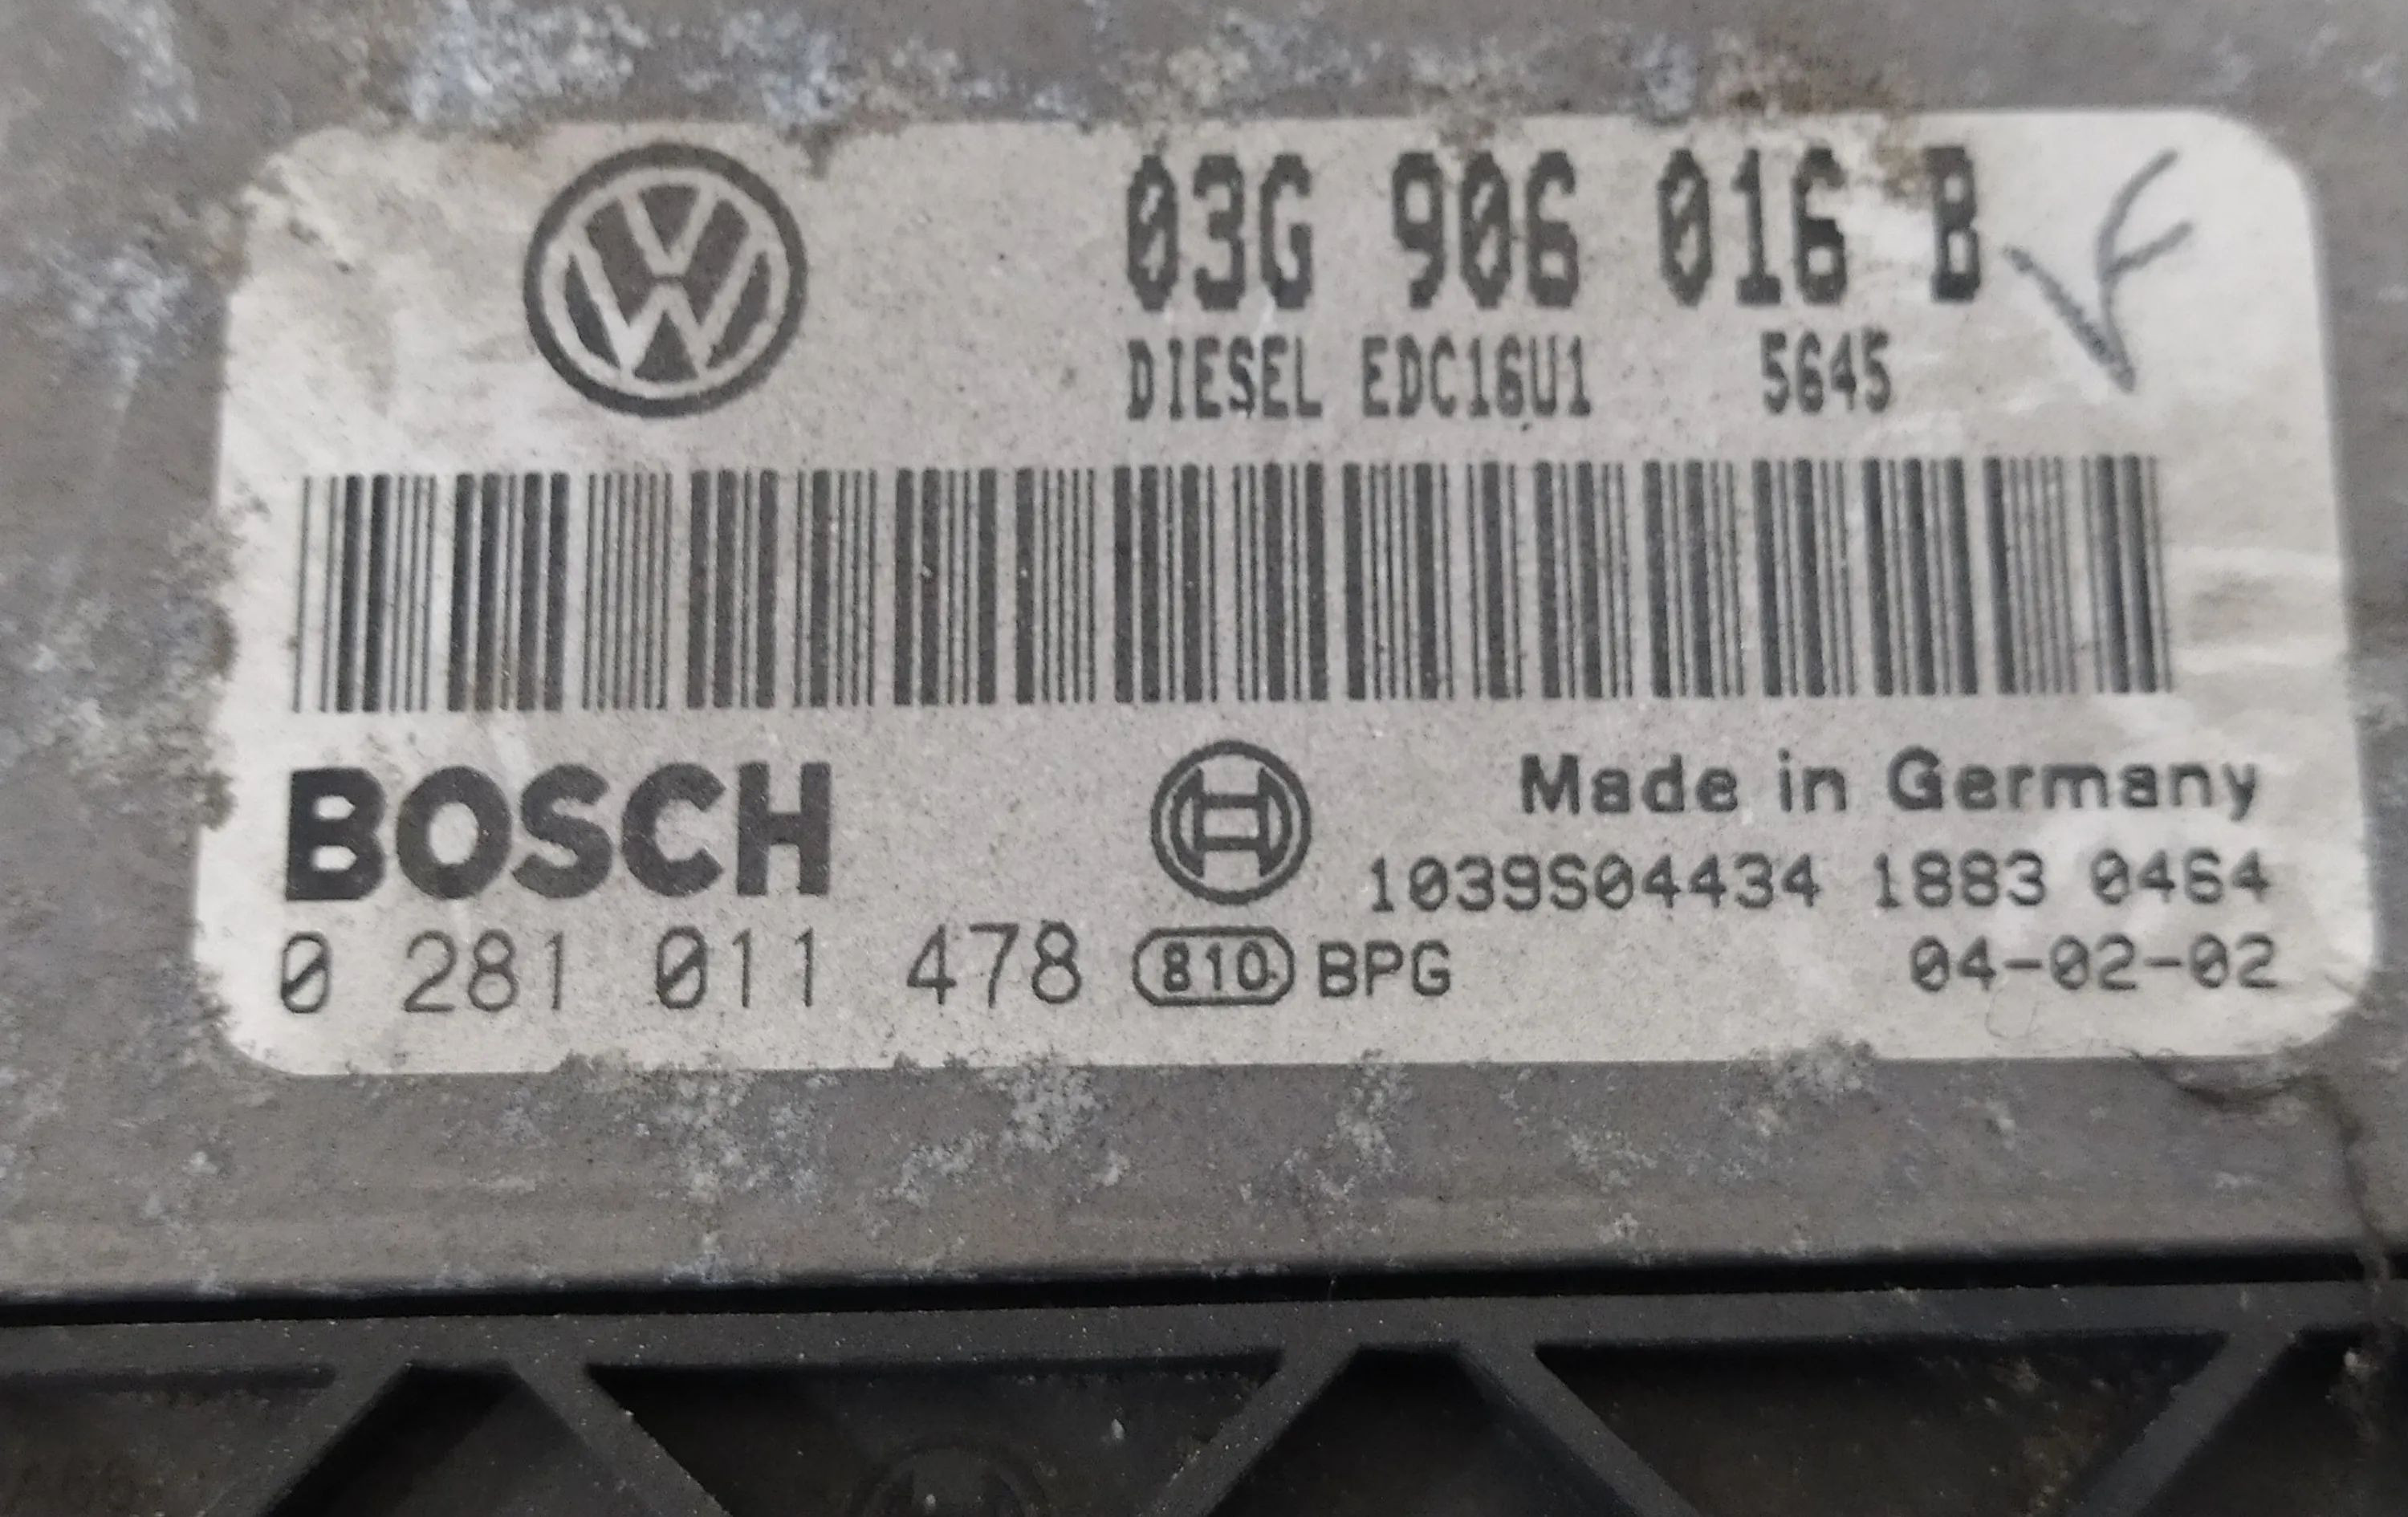 03G 906 016 B
DIESEL EDC16U1 5645
BOSCH
Made in Germany
1039S04434 1883 0464
0 281 011 478 810 BPG 04-02-02